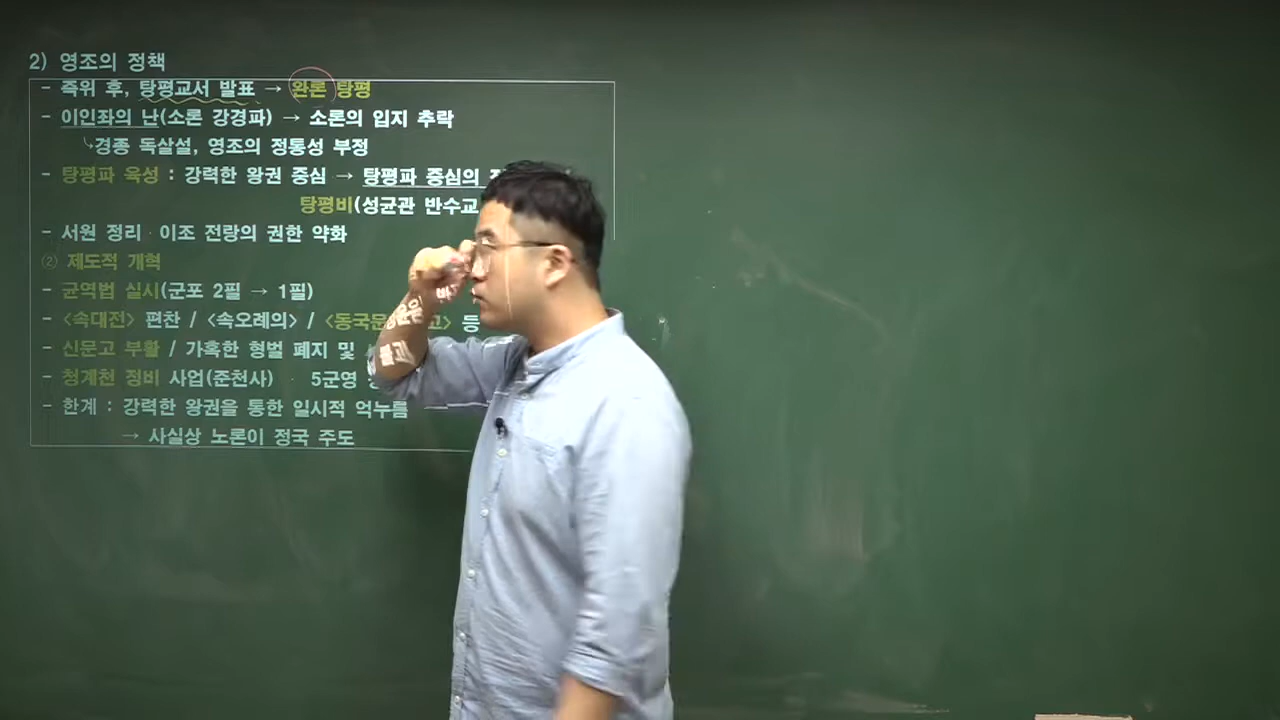 2) 영조의 정책
- 즉위 후, 탕평교서 발표 → 완론 탕평
- 이인좌의 난(소론 강경파) → 소론의 입지 추락
↳경종 독살설, 영조의 정통성 부정
- 탕평파 육성 : 강력한 왕권 중심 → 탕평파 중심의
탕평비(성균관 반수교
- 서원 정리 · 이조 전랑의 권한 약화
② 제도적 개혁
- 균역법 실시(군포 2필 → 1필)
- <속대전> 편찬 / <속오례의> / <동국문 고> 등
- 신문고 부활 / 가혹한 형벌 폐지 및
- 청계천 정비 사업(준천사) · 5군영
- 한계 : 강력한 왕권을 통한 일시적 억누름
→ 사실상 노론이 정국 주도